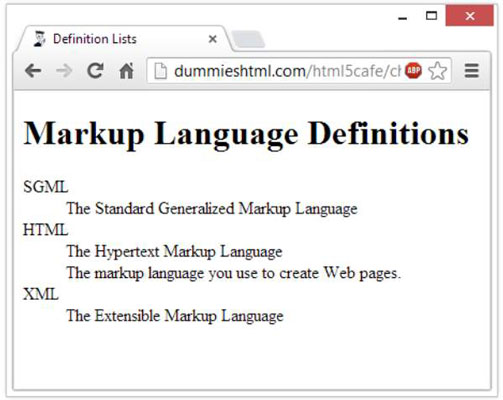 Definition Lists
dummieshtml.com/html5cafe/ch
ABP
Markup Language Definitions
SGML
The Standard Generalized Markup Language
HTML
The Hypertext Markup Language
The markup language you use to create Web pages.
XML
The Extensible Markup Language